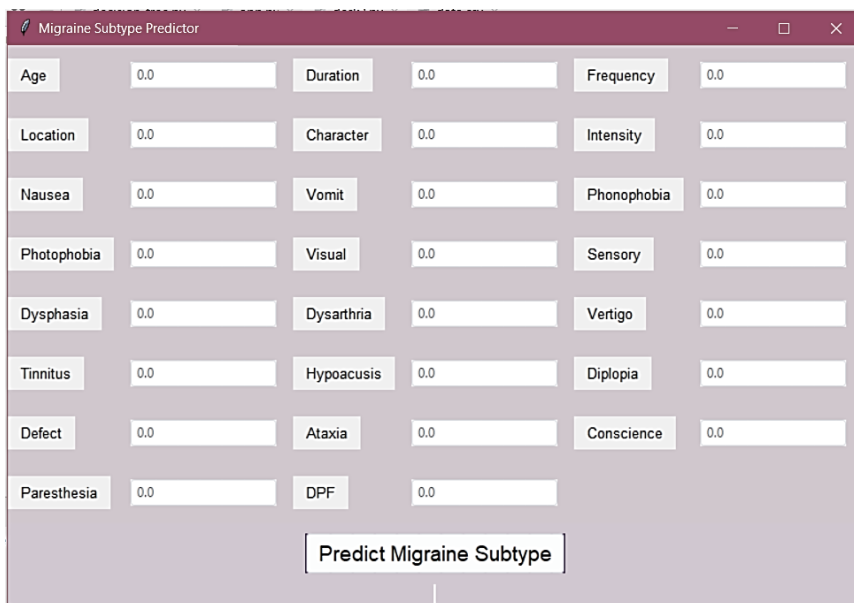 Migraine Subtype Predictor
Age 0.0 Duration 0.0 Frequency 0.0
Location 0.0 Character 0.0 Intensity 0.0
Nausea 0.0 Vomit 0.0 Phonophobia 0.0
Photophobia 0.0 Visual 0.0 Sensory 0.0
Dysphasia 0.0 Dysarthria 0.0 Vertigo 0.0
Tinnitus 0.0 Hypoacusis 0.0 Diplopia 0.0
Defect 0.0 Ataxia 0.0 Conscience 0.0
Paresthesia 0.0 DPF 0.0
Predict Migraine Subtype